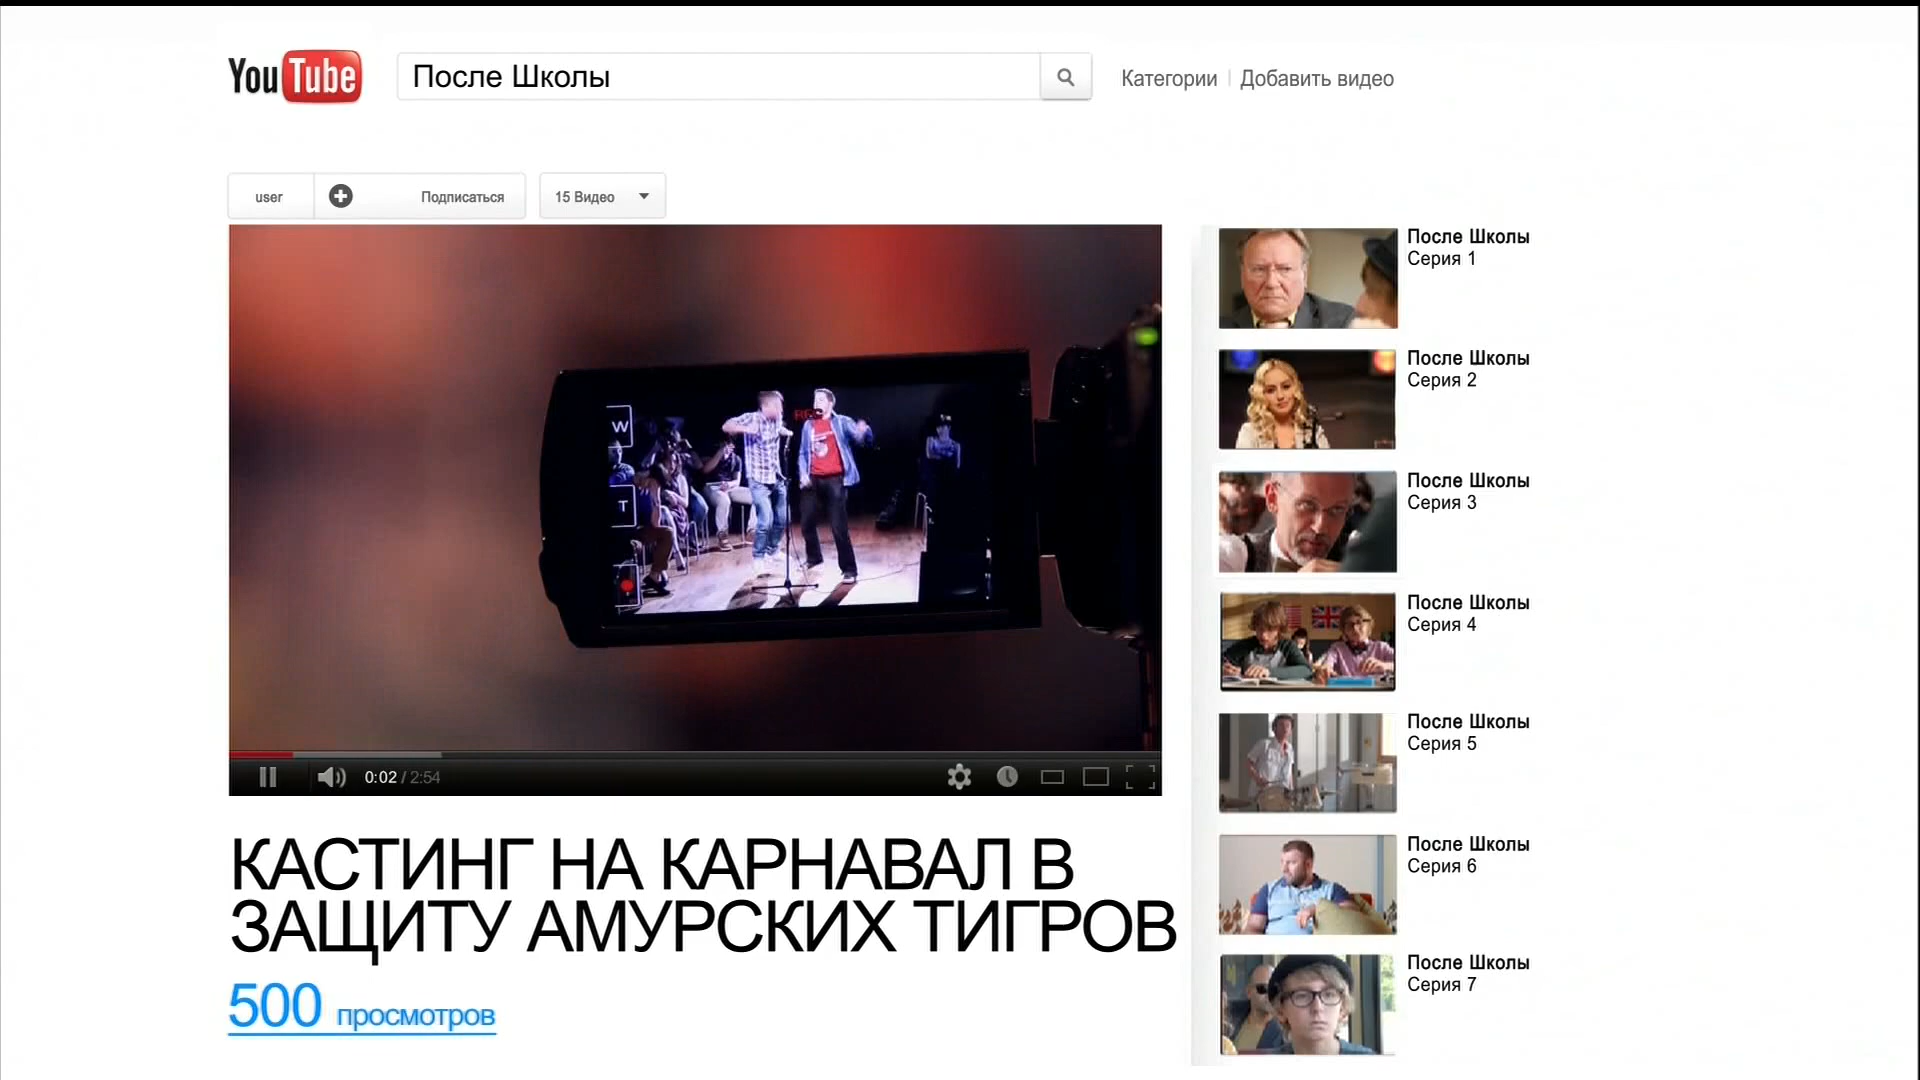 YouTube
После Школы
Категории | Добавить видео
user
Подписаться
15 Видео
W
REC
T
0:02 / 2:54
КАСТИНГ НА КАРНАВАЛ В
ЗАЩИТУ АМУРСКИХ ТИГРОВ
500 просмотров
После Школы
Серия 1
После Школы
Серия 2
После Школы
Серия 3
После Школы
Серия 4
После Школы
Серия 5
После Школы
Серия 6
После Школы
Серия 7